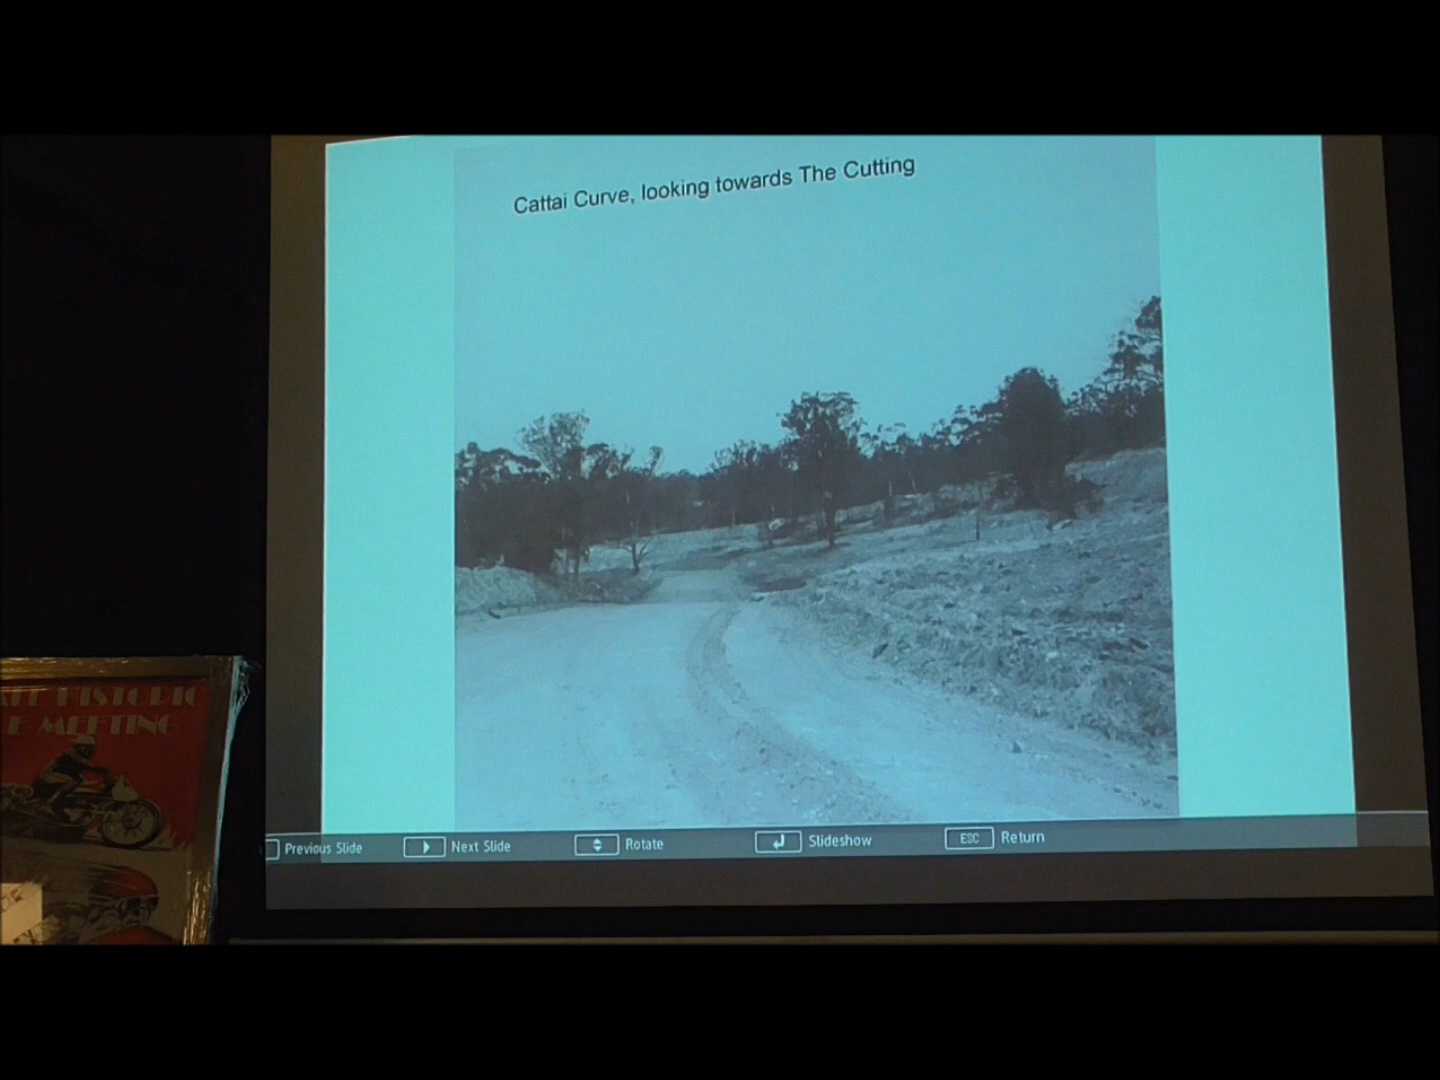 Cattai Curve, looking towards The Cutting
HISTORIC
MEETING
Previous Slide
Next Slide
Rotate
Slideshow
ESC
Return